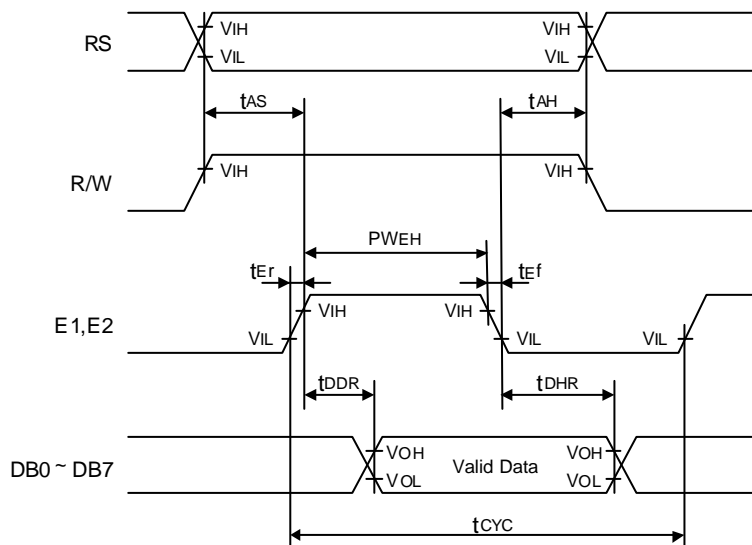 RS
VIH
VIH
VIL
VIL
tAS
tAH
R/W
VIH
VIH
PWEH
tEr
tEf
E1,E2
VIH
VIH
VIL
VIL
VIL
tDDR
tDHR
DB0 ~ DB7
VOH
VOH
Valid Data
VOL
VOL
tCYC